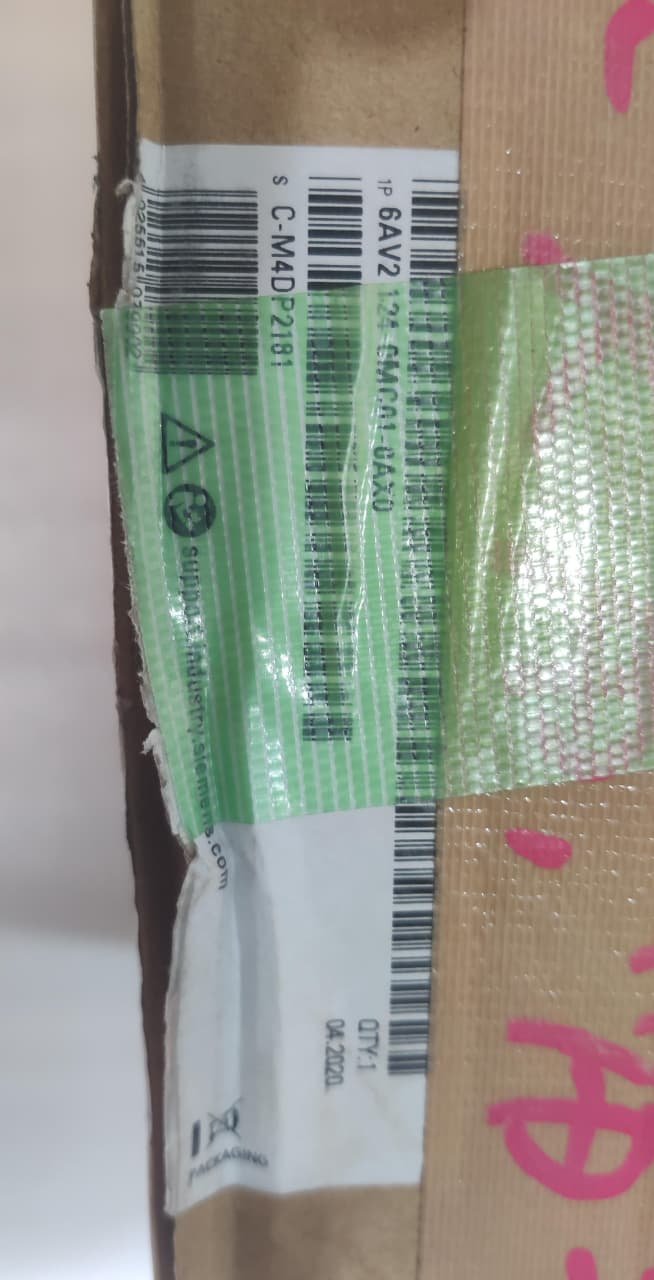 1P 6AV2 124-0MC01-0AX0
S C-M4DP2181
QTY:1
04.2020
support.industry.siemens.com
PACKAGING